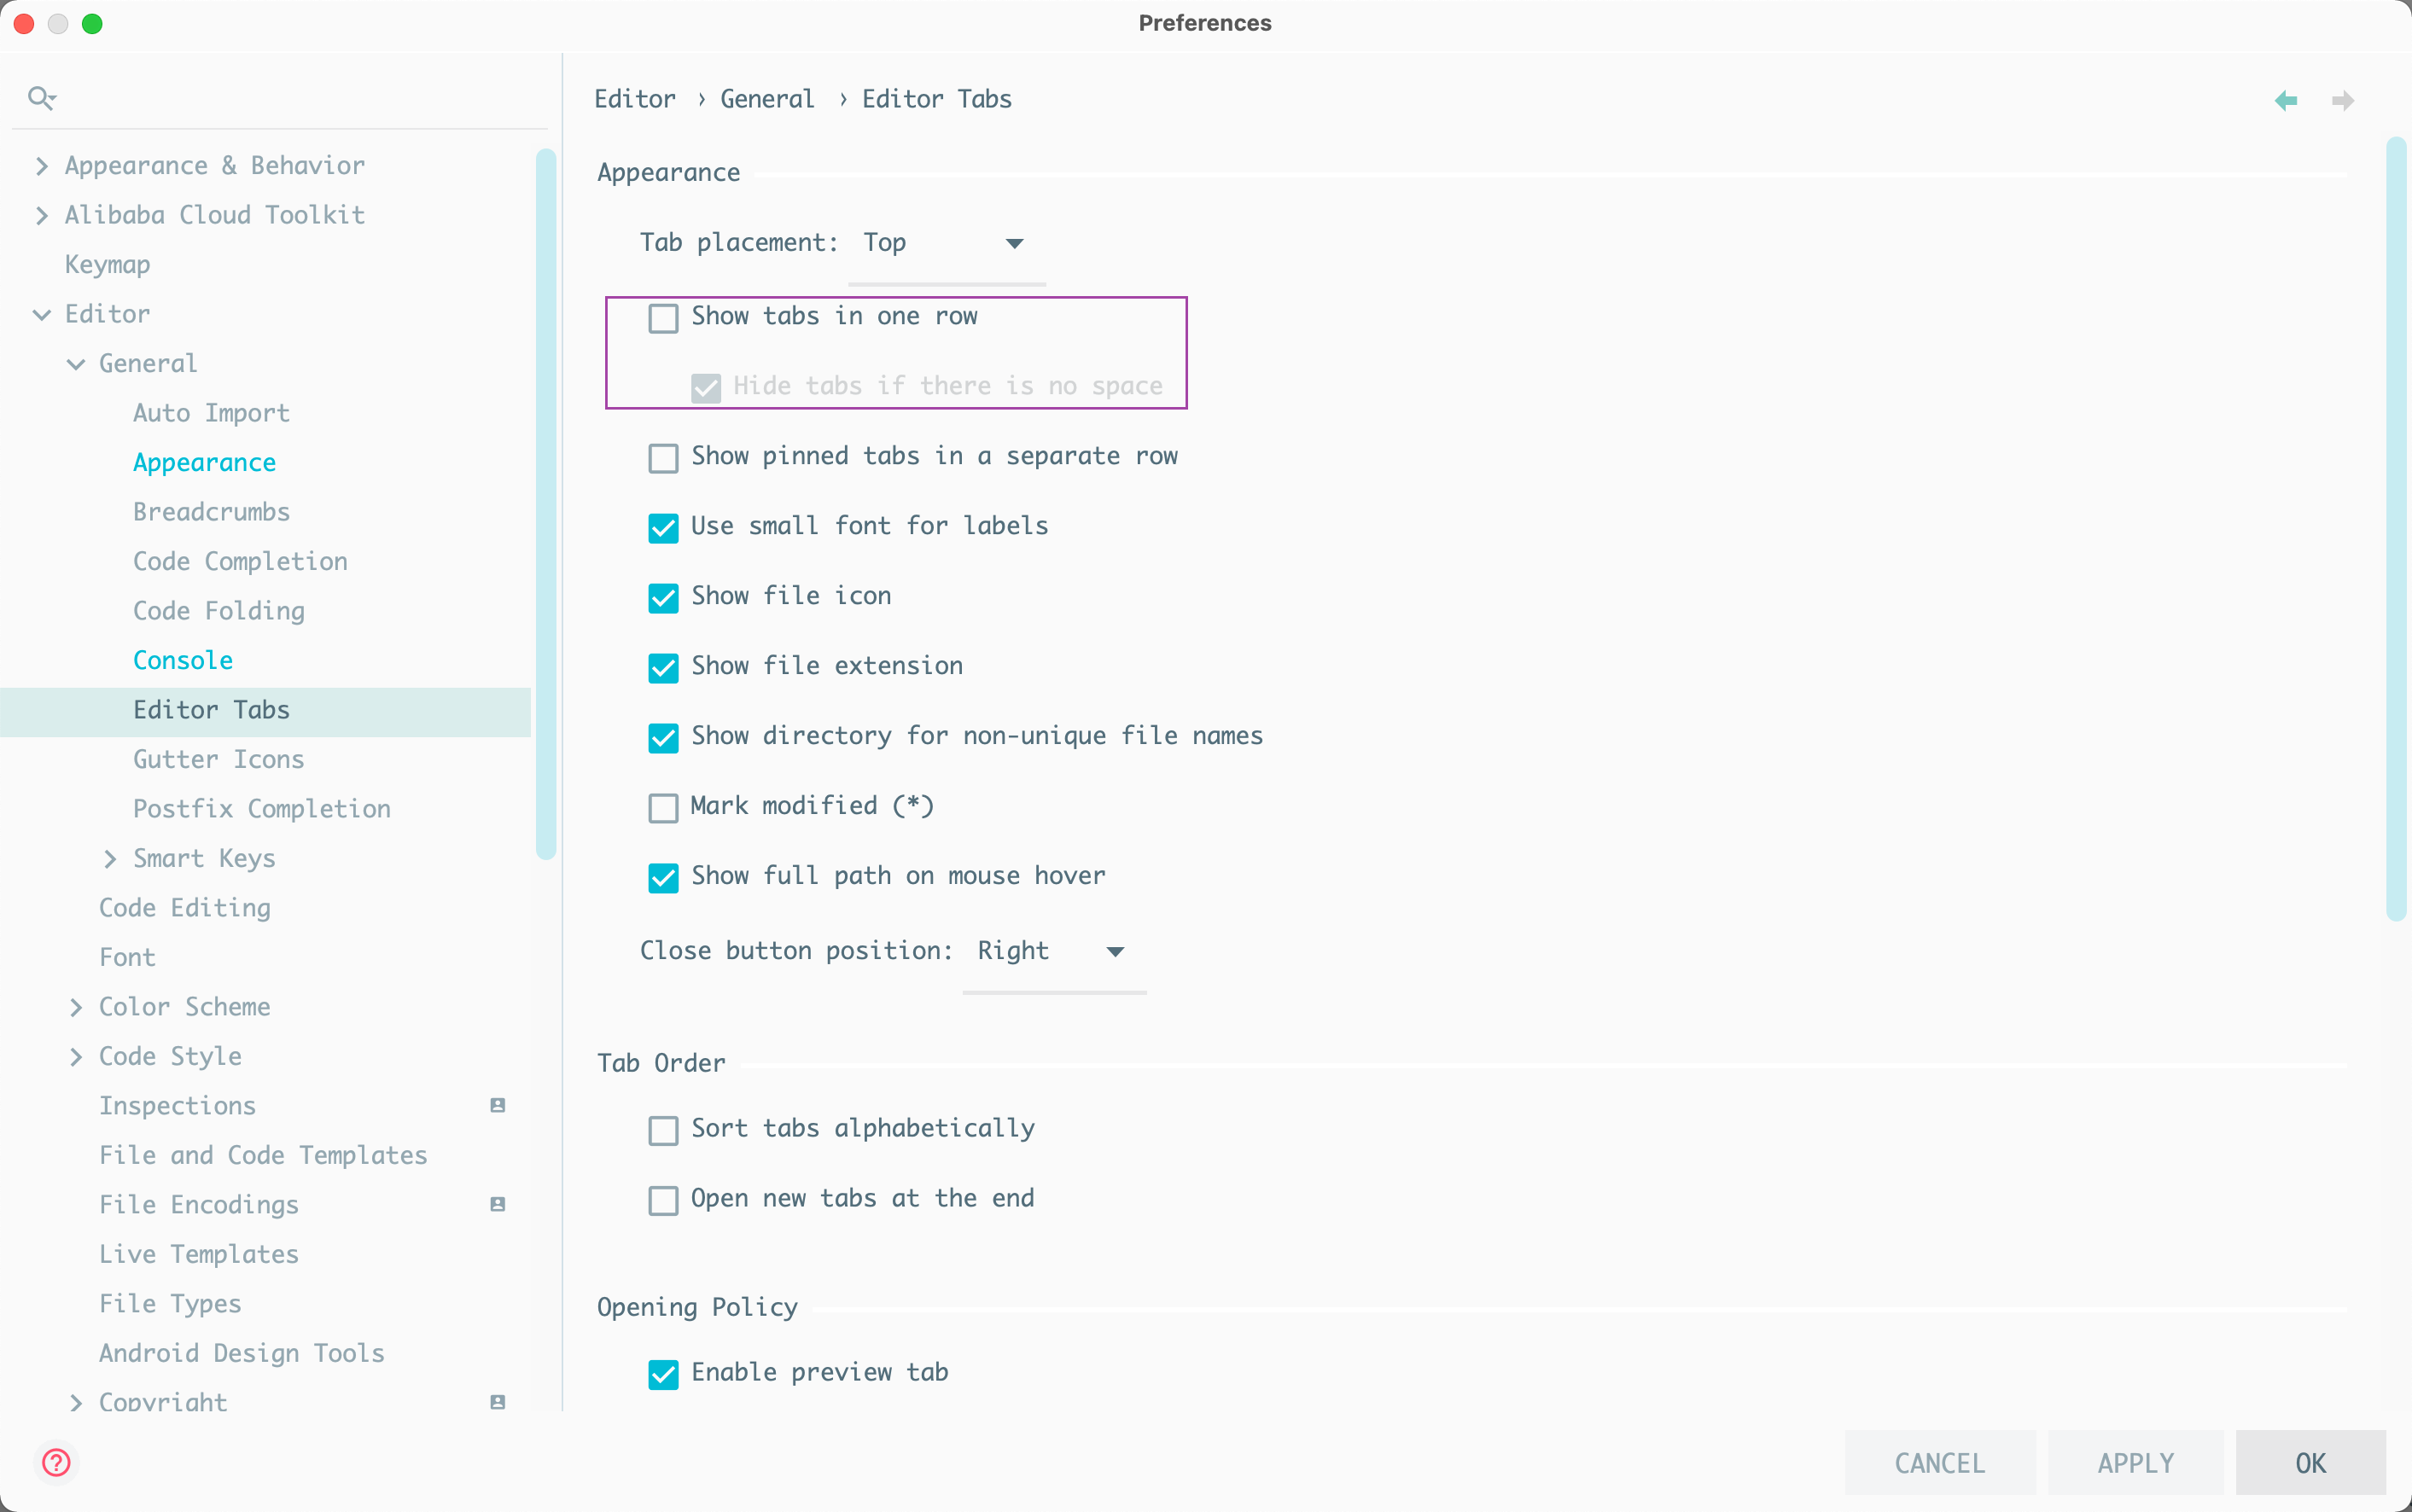 Preferences
Appearance & Behavior
Alibaba Cloud Toolkit
Keymap
Editor
General
Auto Import
Appearance
Breadcrumbs
Code Completion
Code Folding
Console
Editor Tabs
Gutter Icons
Postfix Completion
Smart Keys
Code Editing
Font
Color Scheme
Code Style
Inspections
File and Code Templates
File Encodings
Live Templates
File Types
Android Design Tools
Copyright
Editor › General › Editor Tabs
Appearance
Tab placement: Top
Show tabs in one row
Hide tabs if there is no space
Show pinned tabs in a separate row
Use small font for labels
Show file icon
Show file extension
Show directory for non-unique file names
Mark modified (*)
Show full path on mouse hover
Close button position: Right
Tab Order
Sort tabs alphabetically
Open new tabs at the end
Opening Policy
Enable preview tab
?
CANCEL APPLY OK